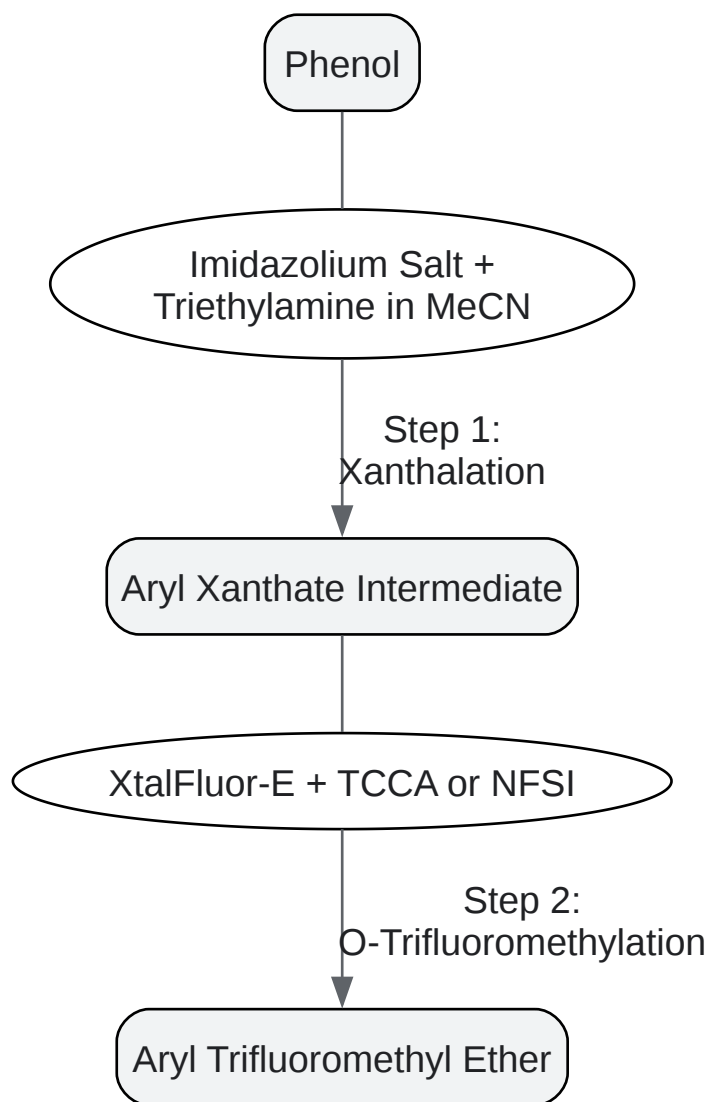 Phenol
Imidazolium Salt +
Triethylamine in MeCN
Step 1:
Xanthalation
Aryl Xanthate Intermediate
XtalFluor-E + TCCA or NFSI
Step 2:
O-Trifluoromethylation
Aryl Trifluoromethyl Ether